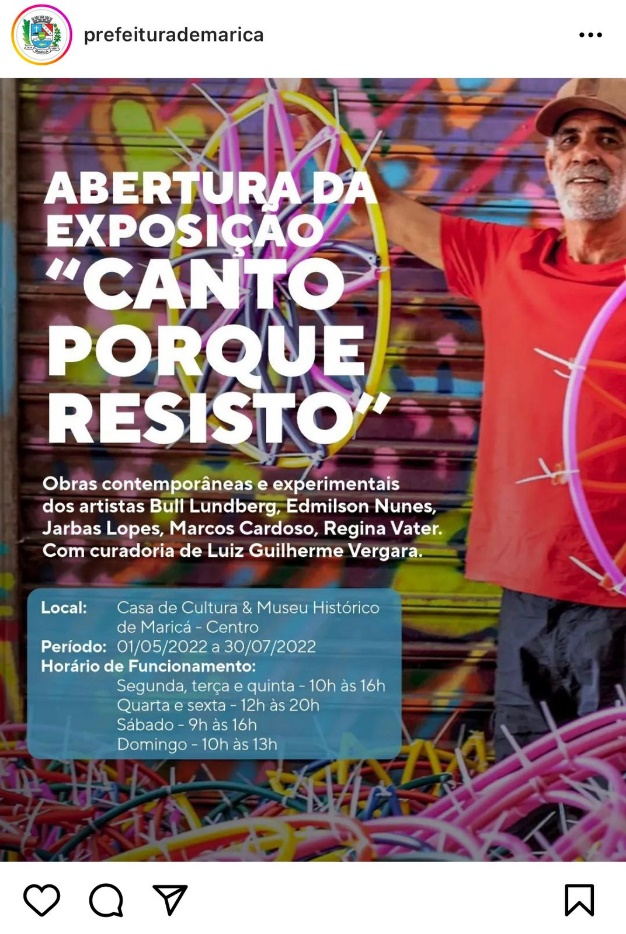 prefeiturademarica
ABERTURA DA
EXPOSIÇÃO
“CANTO
PORQUE
RESISTO”
Obras contemporâneas e experimentais
dos artistas Bull Lundberg, Edmilson Nunes,
Jarbas Lopes, Marcos Cardoso, Regina Vater.
Com curadoria de Luiz Guilherme Vergara.
Local: Casa de Cultura & Museu Histórico
de Maricá - Centro
Período: 01/05/2022 a 30/07/2022
Horário de Funcionamento:
Segunda, terça e quinta - 10h às 16h
Quarta e sexta - 12h às 20h
Sábado - 9h às 16h
Domingo - 10h às 13h